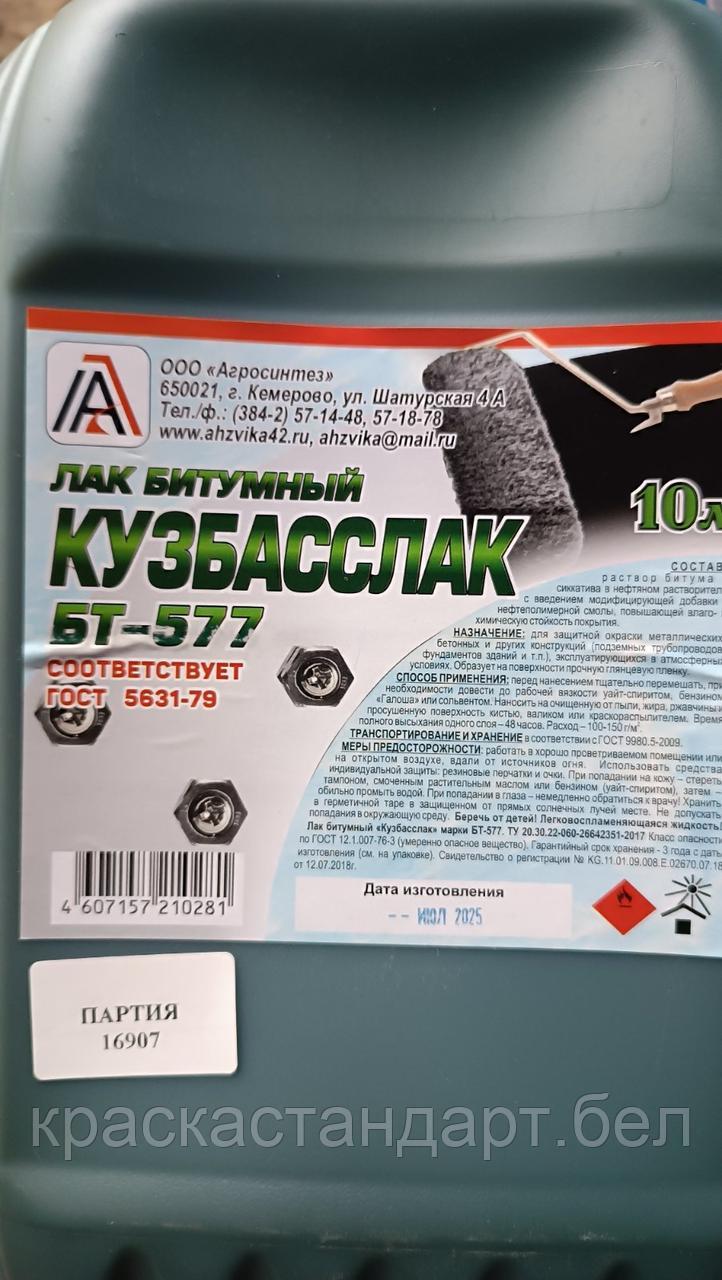 ООО «Агросинтез»
650021, г. Кемерово, ул. Шатурская 4 А
Тел./ф.: (384-2) 57-14-48, 57-18-78
www.ahzvika42.ru, ahzvika@mail.ru
ЛАК БИТУМНЫЙ
КУЗБАССЛАК
БТ-577
СООТВЕТСТВУЕТ
ГОСТ 5631-79
10л
СОСТАВ
раствор битума
сиккатива в нефтяном растворител
с введением модифицирующей добавки
нефтеполимерной смолы, повышающей влаго-
химическую стойкость покрытия.
НАЗНАЧЕНИЕ: для защитной окраски металлических
бетонных и других конструкций (подземных трубопроводов
фундаментов зданий и т.п.), эксплуатирующихся в атмосферны
условиях. Образует на поверхности прочную глянцевую пленку.
СПОСОБ ПРИМЕНЕНИЯ: перед нанесением тщательно перемешать, пр
необходимости довести до рабочей вязкости уайт-спиритом, бензином
«Галоша» или сольвентом. Наносить на очищенную от пыли, жира, ржавчины и
просушенную поверхность кистью, валиком или краскораспылителем. Время
полного высыхания одного слоя – 48 часов. Расход – 100-150 г/м².
ТРАНСПОРТИРОВАНИЕ И ХРАНЕНИЕ в соответствии с ГОСТ 9980.5-2009.
МЕРЫ ПРЕДОСТОРОЖНОСТИ: работать в хорошо проветриваемом помещении или
на открытом воздухе, вдали от источников огня. Использовать средства
индивидуальной защиты: резиновые перчатки и очки. При попадании на кожу – стереть
тампоном, смоченным растительным маслом или бензином (уайт-спиритом), затем –
обильно промыть водой. При попадании в глаза – немедленно обратиться к врачу! Хранить
в герметичной таре в защищенном от прямых солнечных лучей месте. Не допускать
попадания в окружающую среду. Беречь от детей! Легковоспламеняющаяся жидкость.
Лак битумный «Кузбасслак» марки БТ-577. ТУ 20.30.22-060-26642351-2017 Класс опасности
по ГОСТ 12.1.007-76-3 (умеренно опасное вещество). Гарантийный срок хранения - 3 года с даты
изготовления (см. на упаковке). Свидетельство о регистрации № KG.11.01.09.008.E.02670.07.18
от 12.07.2018г.
4 607157 210281
Дата изготовления
-- ИЮЛ 2025
ПАРТИЯ
16907
краскастандарт.бел